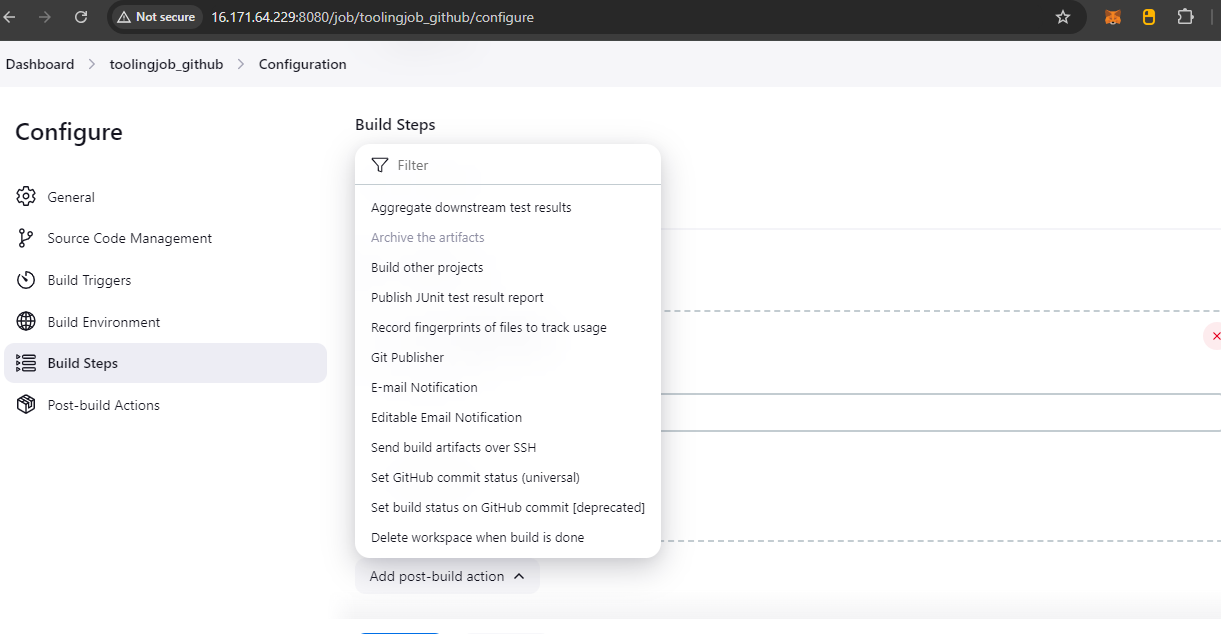 Not secure 16.171.64.229:8080/job/toolingjob_github/configure
Dashboard > toolingjob_github > Configuration
Configure
General
Source Code Management
Build Triggers
Build Environment
Build Steps
Post-build Actions
Build Steps
Filter
Aggregate downstream test results
Archive the artifacts
Build other projects
Publish JUnit test result report
Record fingerprints of files to track usage
Git Publisher
E-mail Notification
Editable Email Notification
Send build artifacts over SSH
Set GitHub commit status (universal)
Set build status on GitHub commit [deprecated]
Delete workspace when build is done
Add post-build action